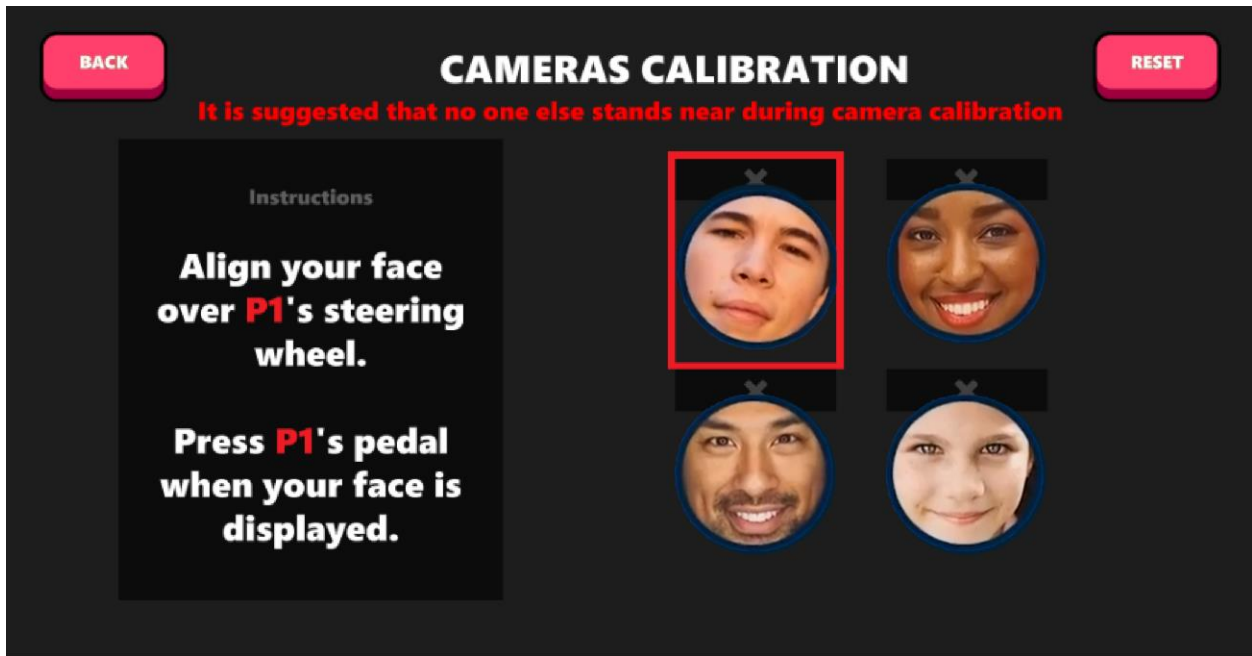 BACK
CAMERAS CALIBRATION
RESET
It is suggested that no one else stands near during camera calibration
Instructions
Align your face
over P1's steering
wheel.
Press P1's pedal
when your face is
displayed.